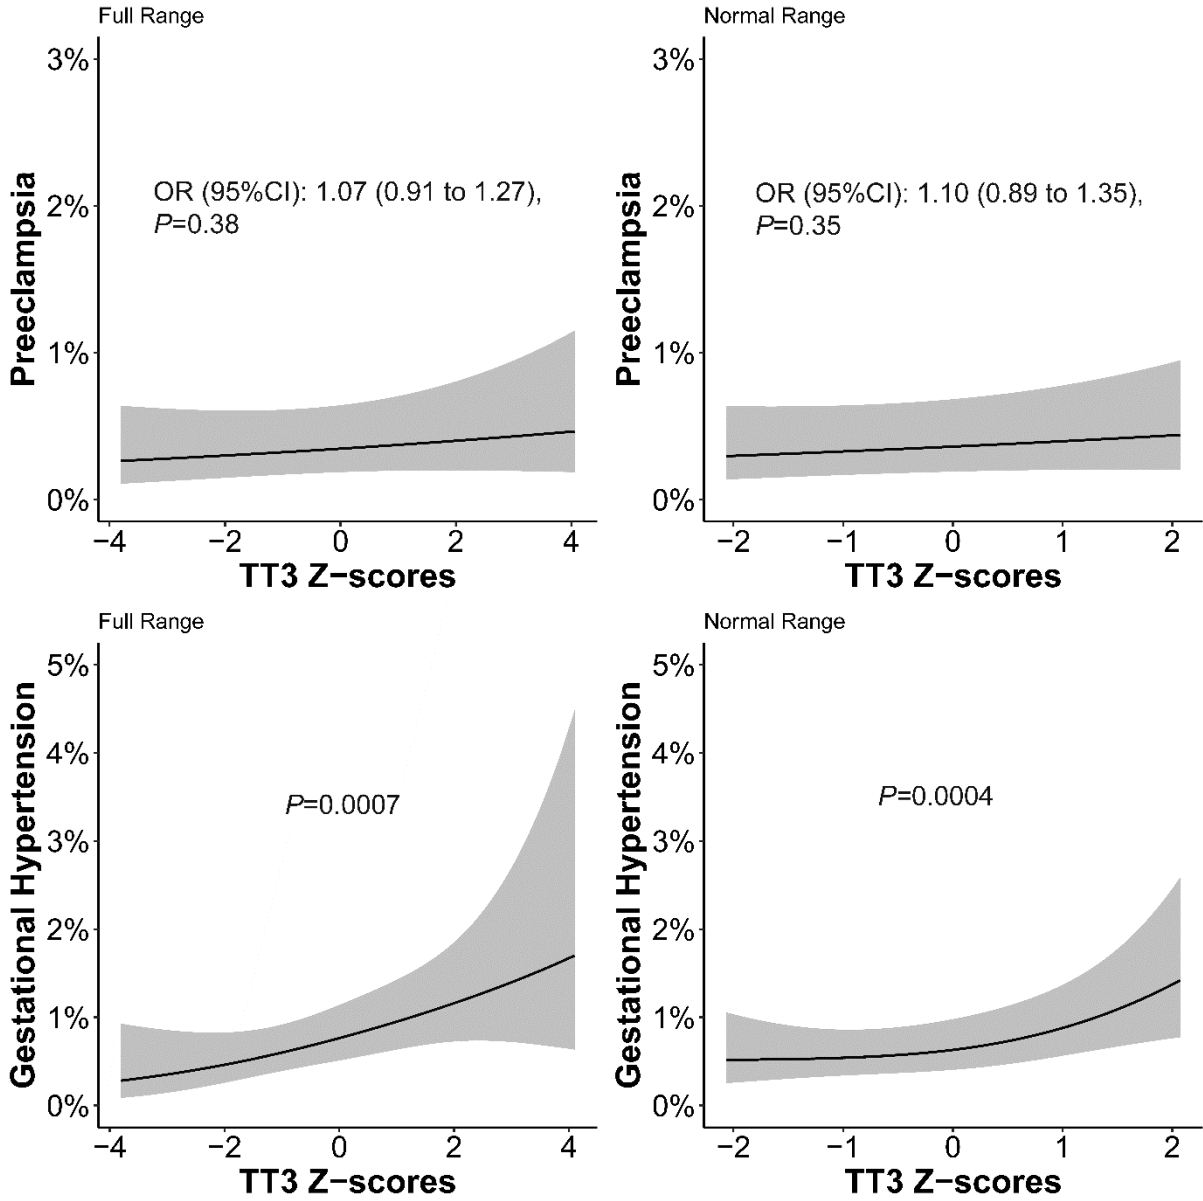 Full Range
3%
2%
1%
0%
Preeclampsia
OR (95%CI): 1.07 (0.91 to 1.27),
P=0.38
−4 −2 0 2 4
TT3 Z−scores
Normal Range
3%
2%
1%
0%
Preeclampsia
OR (95%CI): 1.10 (0.89 to 1.35),
P=0.35
−2 −1 0 1 2
TT3 Z−scores
Full Range
5%
4%
3%
2%
1%
0%
Gestational Hypertension
P=0.0007
−4 −2 0 2 4
TT3 Z−scores
Normal Range
5%
4%
3%
2%
1%
0%
Gestational Hypertension
P=0.0004
−2 −1 0 1 2
TT3 Z−scores